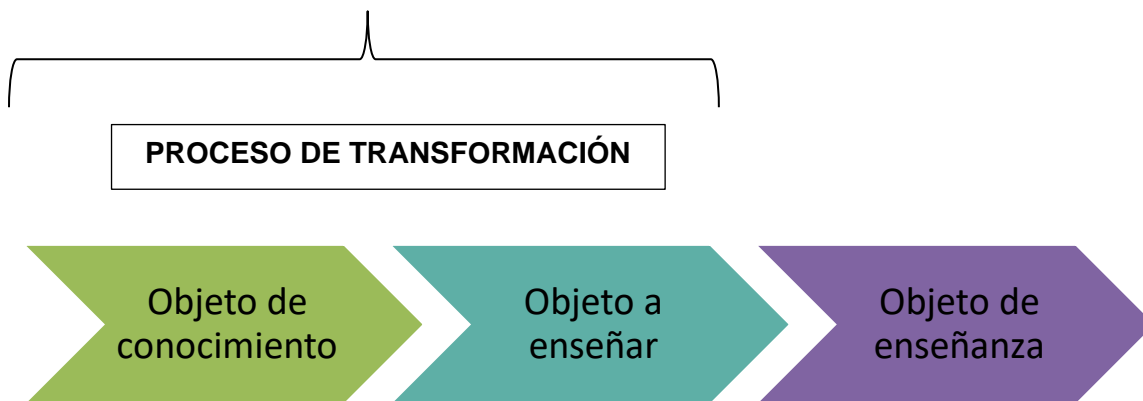 PROCESO DE TRANSFORMACIÓN
Objeto de
conocimiento
Objeto a
enseñar
Objeto de
enseñanza